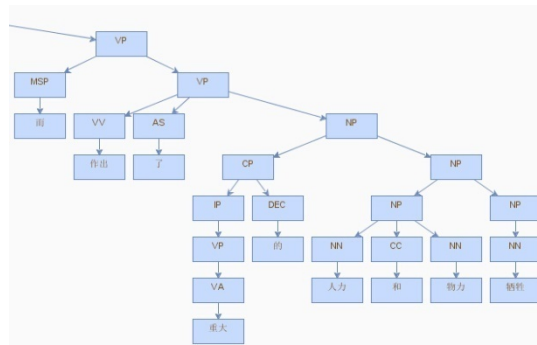 VP
MSP VP
而 VV AS NP
作出 了 CP NP
IP DEC NP NP
VP 的 NN CC NN NN
VA 人力 和 物力 牺牲
重大